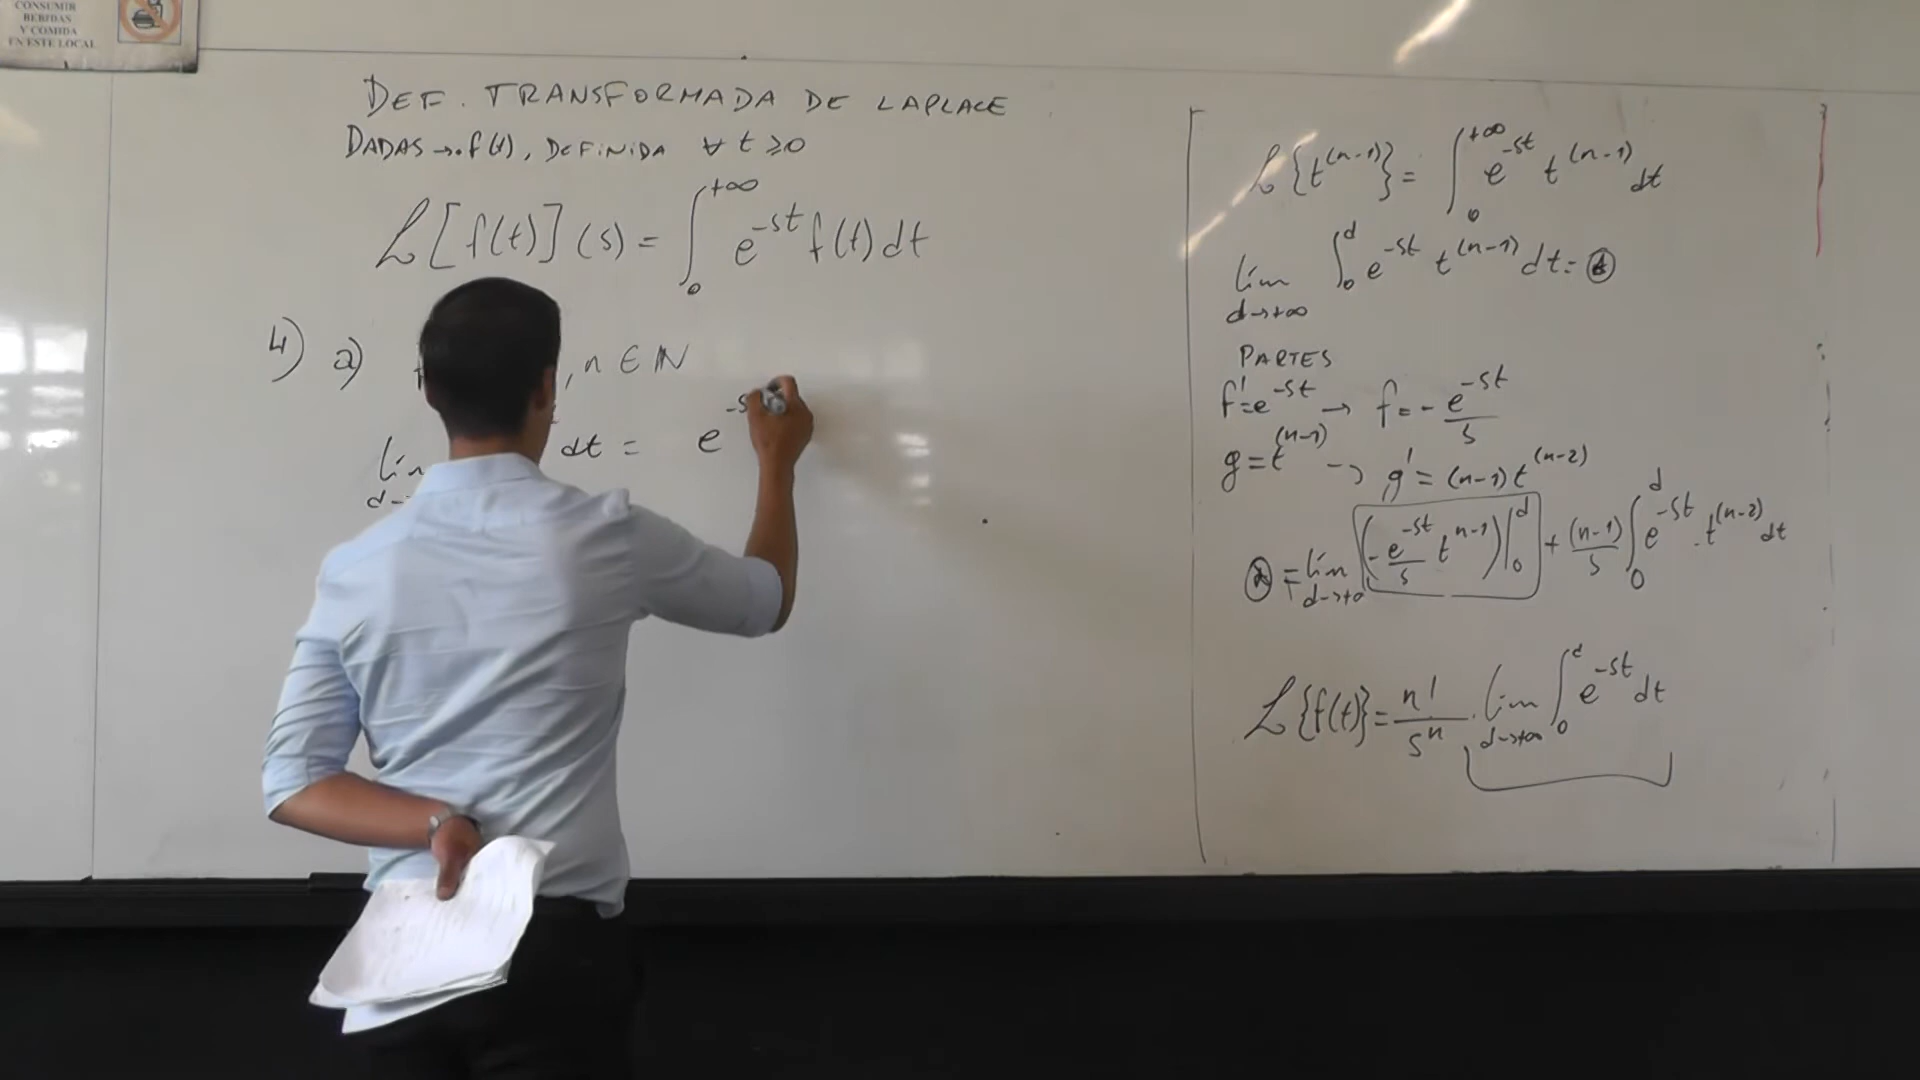 CONSUMIR
BEBIDAS
Y COMIDA
EN ESTE LOCAL
DEF. TRANSFORMADA DE LAPLACE
DADAS → f(t), DEFINIDA ∀ t ≥ 0
ℒ[f(t)](s) = ∫₀^{+∞} e^{-st} f(t) dt
4) a) , n ∈ ℕ
lím dt = e^{-s
d→
ℒ{t^{(n-1)}} = ∫₀^{+∞} e^{-st} t^{(n-1)} dt
lím ∫₀^d e^{-st} t^{(n-1)} dt = ⊛
d→+∞
PARTES
f' = e^{-st} → f = - e^{-st}/s
g = t^{(n-1)} → g' = (n-1) t^{(n-2)}
⊛ = lím_{d→+∞} (- e^{-st}/s t^{n-1})|₀^d + (n-1)/s ∫₀^d e^{-st} . t^{(n-2)} dt
ℒ{f(t)} = n!/s^n . lím_{d→+∞} ∫₀^d e^{-st} dt